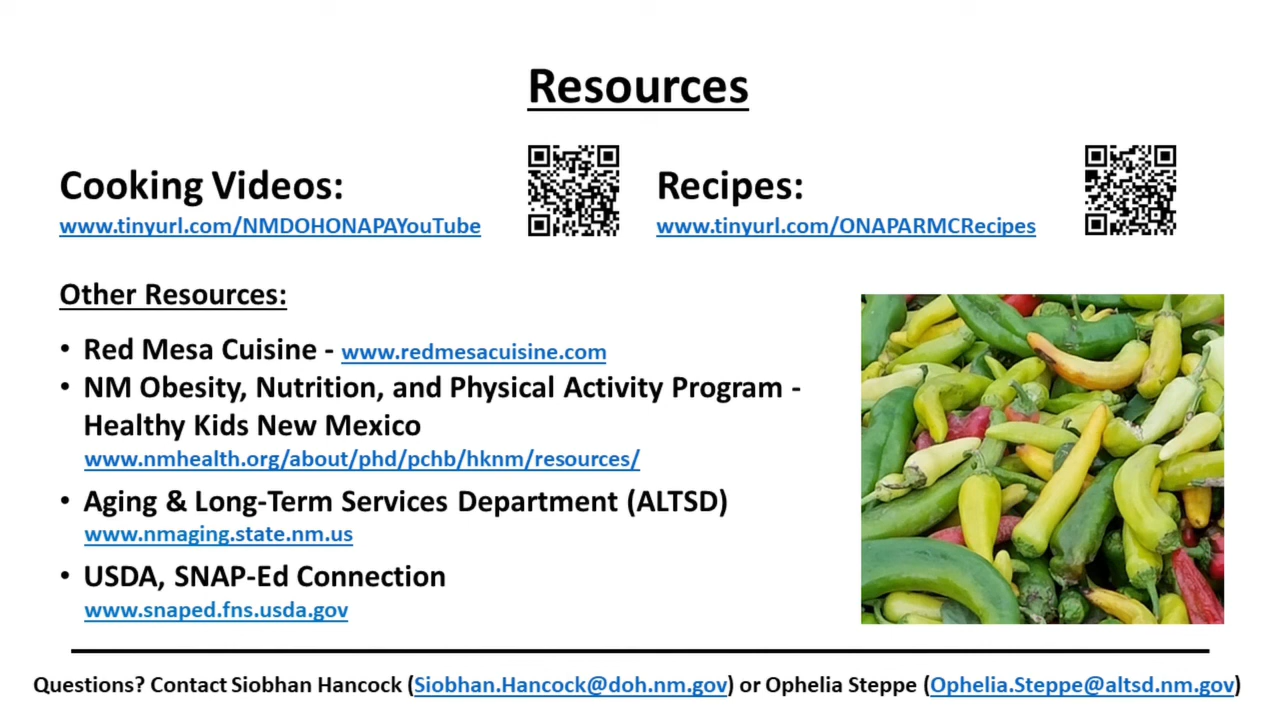 Resources
Cooking Videos:
www.tinyurl.com/NMDOHONAPAYouTube
Recipes:
www.tinyurl.com/ONAPARMCRecipes
Other Resources:
• Red Mesa Cuisine - www.redmesacuisine.com
• NM Obesity, Nutrition, and Physical Activity Program -
Healthy Kids New Mexico
www.nmhealth.org/about/phd/pchb/hknm/resources/
• Aging & Long-Term Services Department (ALTSD)
www.nmaging.state.nm.us
• USDA, SNAP-Ed Connection
www.snaped.fns.usda.gov
Questions? Contact Siobhan Hancock (Siobhan.Hancock@doh.nm.gov) or Ophelia Steppe (Ophelia.Steppe@altsd.nm.gov)